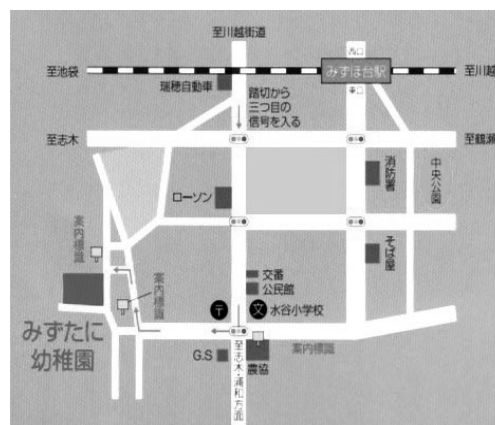 至川越街道
西口
至池袋
みずほ台駅
至川越
瑞穂自動車
東口
踏切から
三つ目の
信号を入る
至志木
至鶴瀬
消防署
中央公園
ローソン
案内標識
そば屋
案内標識
交番
公民館
〒
文
水谷小学校
みずたに
幼稚園
G.S
至志木・浦和方面
農協
案内標識